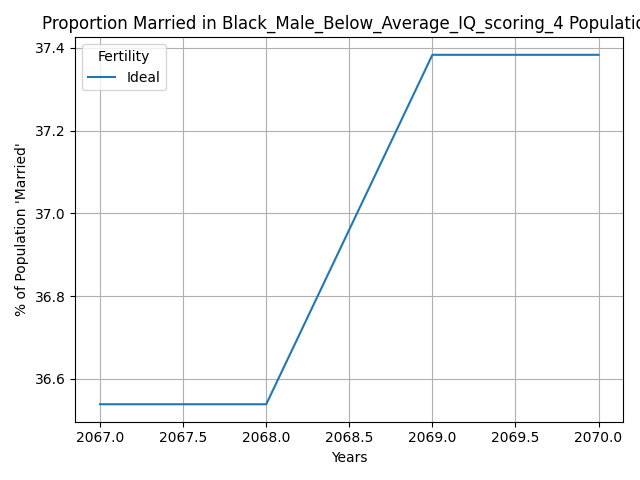 Proportion Married in Black_Male_Below_Average_IQ_scoring_4 Populatio
37.4
37.2
37.0
36.8
36.6
% of Population 'Married'
Fertility
Ideal
2067.0 2067.5 2068.0 2068.5 2069.0 2069.5 2070.0
Years